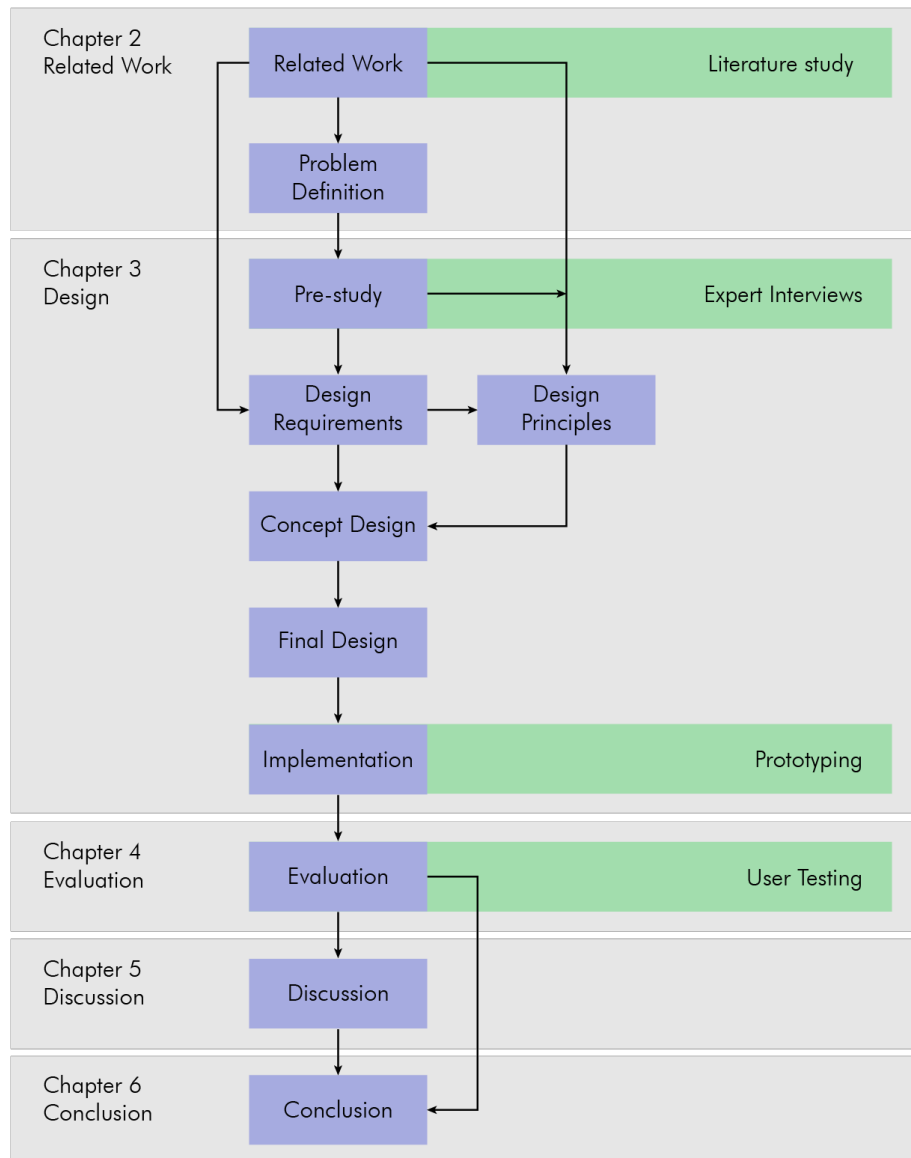 Chapter 2
Related Work
Related Work
Literature study
Problem
Definition
Chapter 3
Design
Pre-study
Expert Interviews
Design
Requirements
Design
Principles
Concept Design
Final Design
Implementation
Prototyping
Chapter 4
Evaluation
Evaluation
User Testing
Chapter 5
Discussion
Discussion
Chapter 6
Conclusion
Conclusion